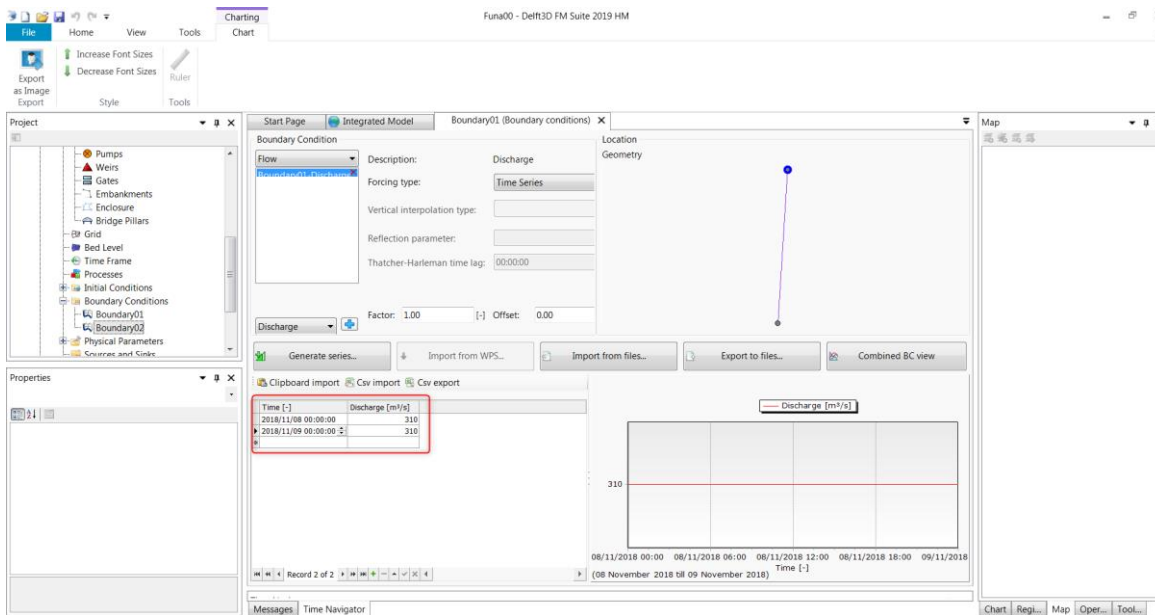 Charting
Funa00 - Delft3D FM Suite 2019 HM
File Home View Tools Chart
Export as Image
Increase Font Sizes
Decrease Font Sizes
Ruler
Export Style Tools
Project
Pumps
Weirs
Gates
Embankments
Enclosure
Bridge Pillars
Grid
Bed Level
Time Frame
Processes
Initial Conditions
Boundary Conditions
Boundary01
Boundary02
Physical Parameters
Sources and Sinks
Properties
Start Page Integrated Model Boundary01 (Boundary conditions)
Boundary Condition
Flow
Boundary01-Discharge
Discharge
Description: Discharge
Forcing type: Time Series
Vertical interpolation type:
Reflection parameter:
Thatcher-Harleman time lag: 00:00:00
Factor: 1.00 [-] Offset: 0.00
Location
Geometry
Generate series... Import from WPS... Import from files... Export to files... Combined BC view
Clipboard import Csv import Csv export
Time [-] Discharge [m³/s]
2018/11/08 00:00:00 310
2018/11/09 00:00:00 310
Record 2 of 2
Discharge [m³/s]
310
08/11/2018 00:00 08/11/2018 06:00 08/11/2018 12:00 08/11/2018 18:00 09/11/2018
Time [-]
(08 November 2018 till 09 November 2018)
Messages Time Navigator
Map
Chart Regi... Map Oper... Tool...